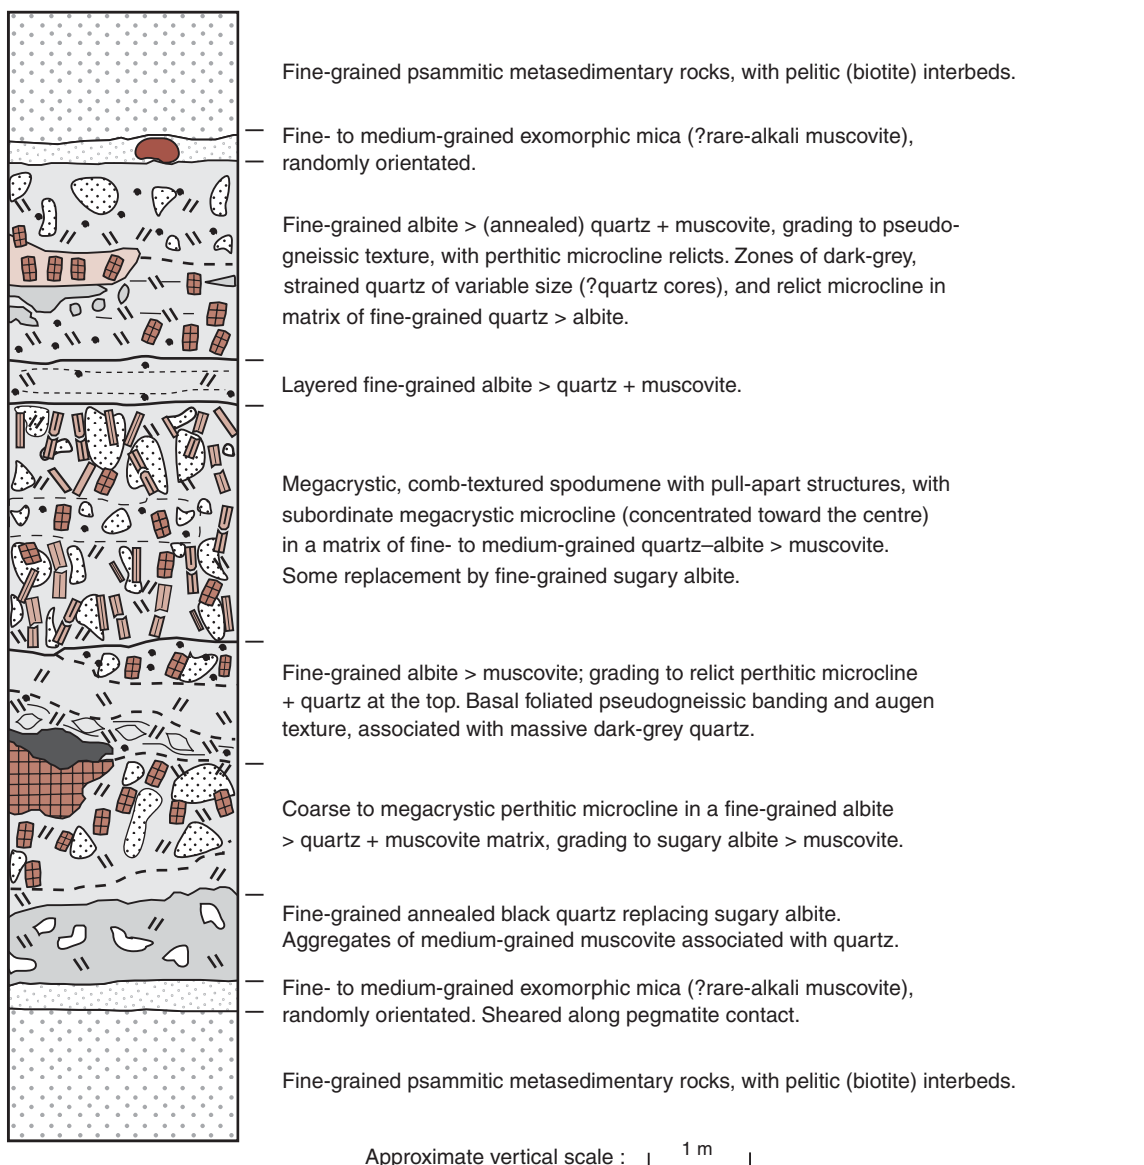 Fine-grained psammitic metasedimentary rocks, with pelitic (biotite) interbeds.
Fine- to medium-grained exomorphic mica (?rare-alkali muscovite),
randomly orientated.
Fine-grained albite > (annealed) quartz + muscovite, grading to pseudo-
gneissic texture, with perthitic microcline relicts. Zones of dark-grey,
strained quartz of variable size (?quartz cores), and relict microcline in
matrix of fine-grained quartz > albite.
Layered fine-grained albite > quartz + muscovite.
Megacrystic, comb-textured spodumene with pull-apart structures, with
subordinate megacrystic microcline (concentrated toward the centre)
in a matrix of fine- to medium-grained quartz–albite > muscovite.
Some replacement by fine-grained sugary albite.
Fine-grained albite > muscovite; grading to relict perthitic microcline
+ quartz at the top. Basal foliated pseudogneissic banding and augen
texture, associated with massive dark-grey quartz.
Coarse to megacrystic perthitic microcline in a fine-grained albite
> quartz + muscovite matrix, grading to sugary albite > muscovite.
Fine-grained annealed black quartz replacing sugary albite.
Aggregates of medium-grained muscovite associated with quartz.
Fine- to medium-grained exomorphic mica (?rare-alkali muscovite),
randomly orientated. Sheared along pegmatite contact.
Fine-grained psammitic metasedimentary rocks, with pelitic (biotite) interbeds.
Approximate vertical scale : 1 m